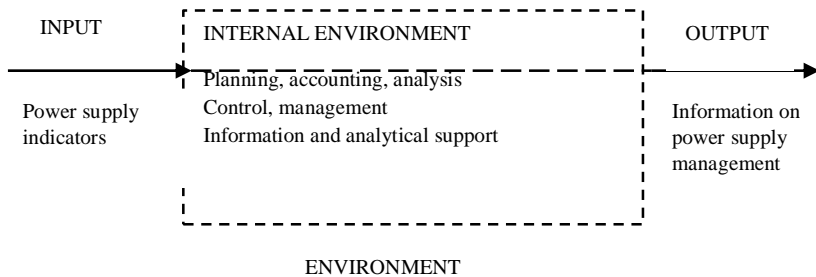 INPUT
INTERNAL ENVIRONMENT
OUTPUT
Planning, accounting, analysis
Control, management
Information and analytical support
Power supply
indicators
Information on
power supply
management
ENVIRONMENT